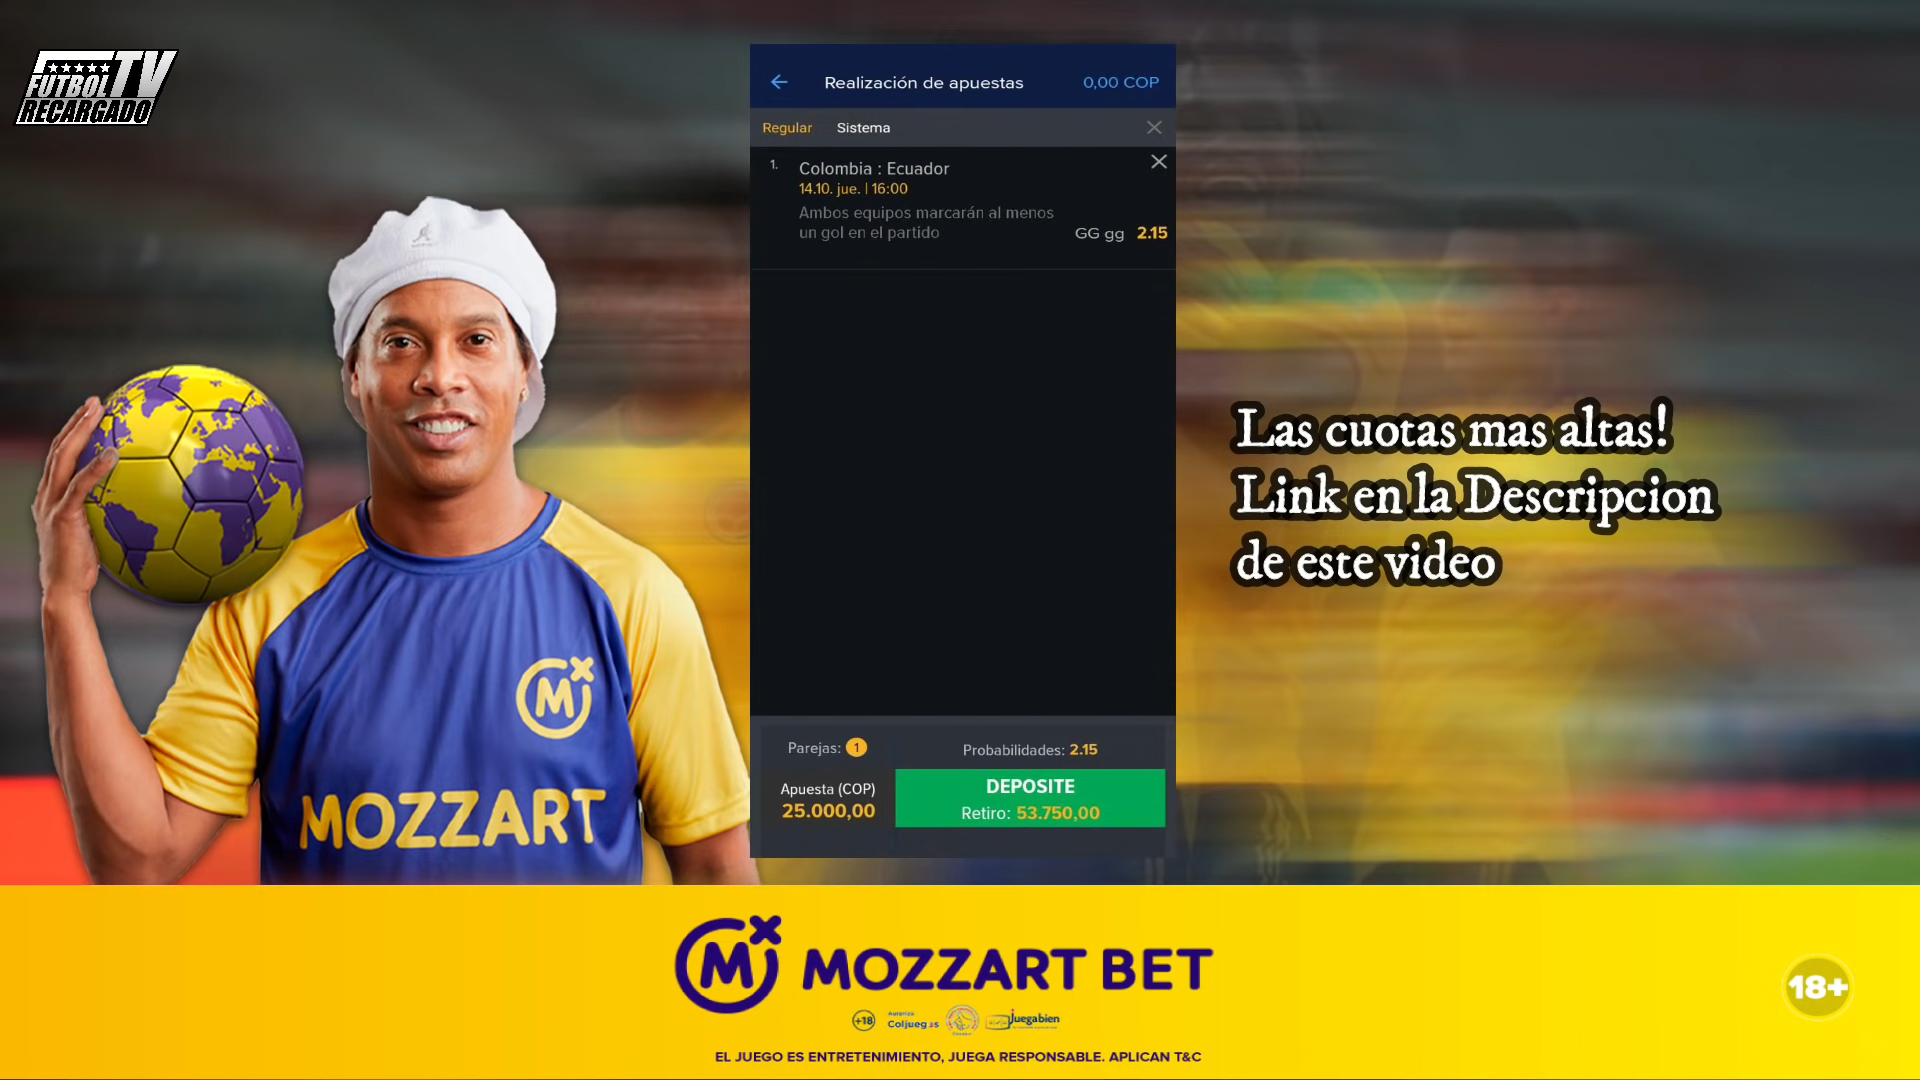 FUTBOL TV
RECARGADO
Realización de apuestas
0,00 COP
Regular
Sistema
1.
Colombia : Ecuador
14.10. jue. | 16:00
Ambos equipos marcarán al menos
un gol en el partido
GG gg 2.15
Parejas: 1
Probabilidades: 2.15
Apuesta (COP)
25.000,00
DEPOSITE
Retiro: 53.750,00
Las cuotas mas altas!
Link en la Descripcion
de este video
M
MOZZART
M MOZZART BET
18+
+18
Autoriza
Coljuegos
juegabien
EL JUEGO ES ENTRETENIMIENTO, JUEGA RESPONSABLE. APLICAN T&C